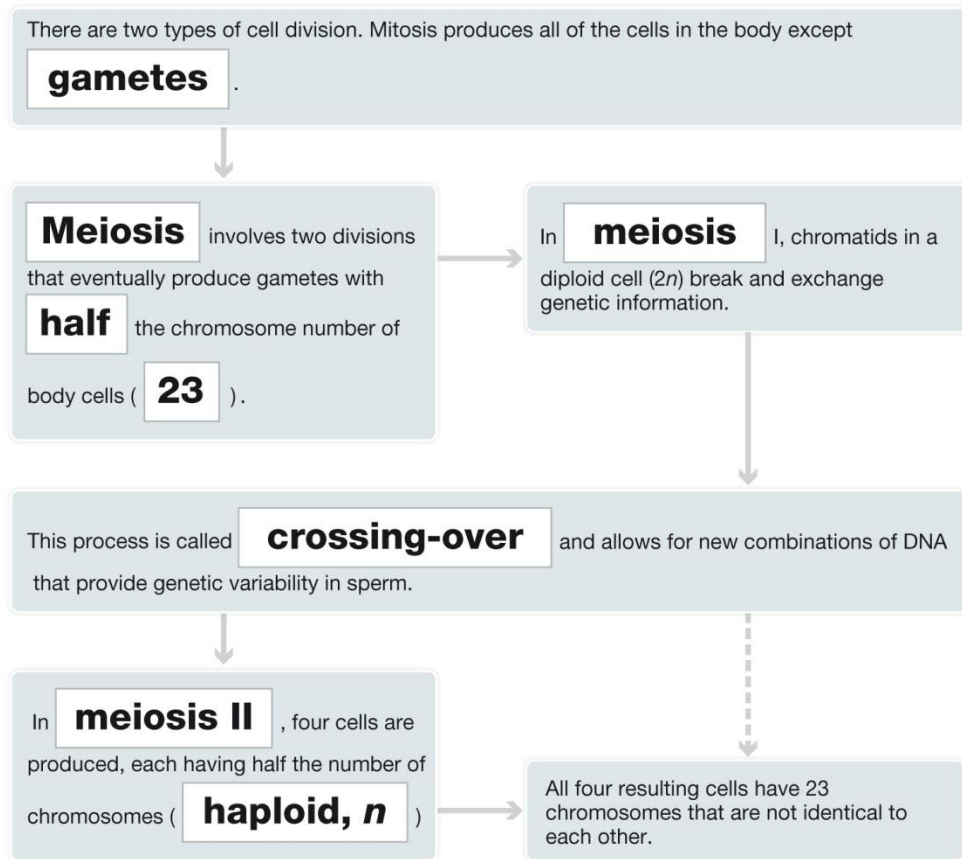 There are two types of cell division. Mitosis produces all of the cells in the body except
gametes .
Meiosis involves two divisions
that eventually produce gametes with
half the chromosome number of
body cells ( 23 ).
In meiosis I, chromatids in a
diploid cell (2n) break and exchange
genetic information.
This process is called crossing-over and allows for new combinations of DNA
that provide genetic variability in sperm.
In meiosis II , four cells are
produced, each having half the number of
chromosomes ( haploid, n )
All four resulting cells have 23
chromosomes that are not identical to
each other.